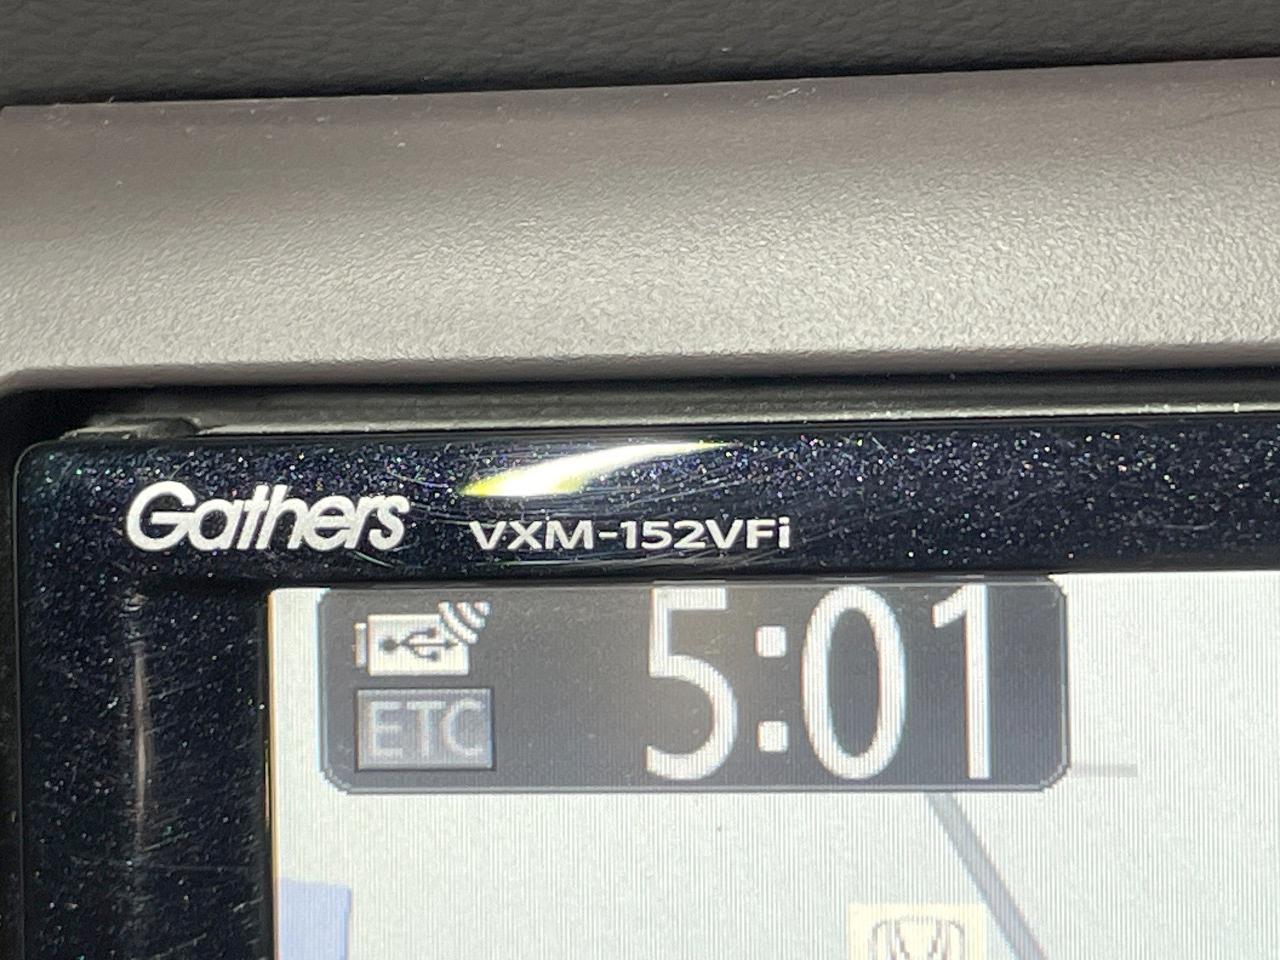 Gathers VXM-152VFi
5:01
ETC